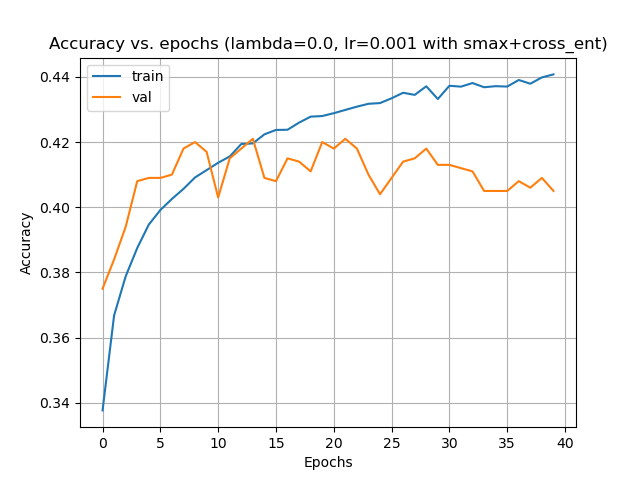 Accuracy vs. epochs (lambda=0.0, lr=0.001 with smax+cross_ent)
train
val
0.44
0.42
0.40
0.38
0.36
0.34
Accuracy
0 5 10 15 20 25 30 35 40
Epochs